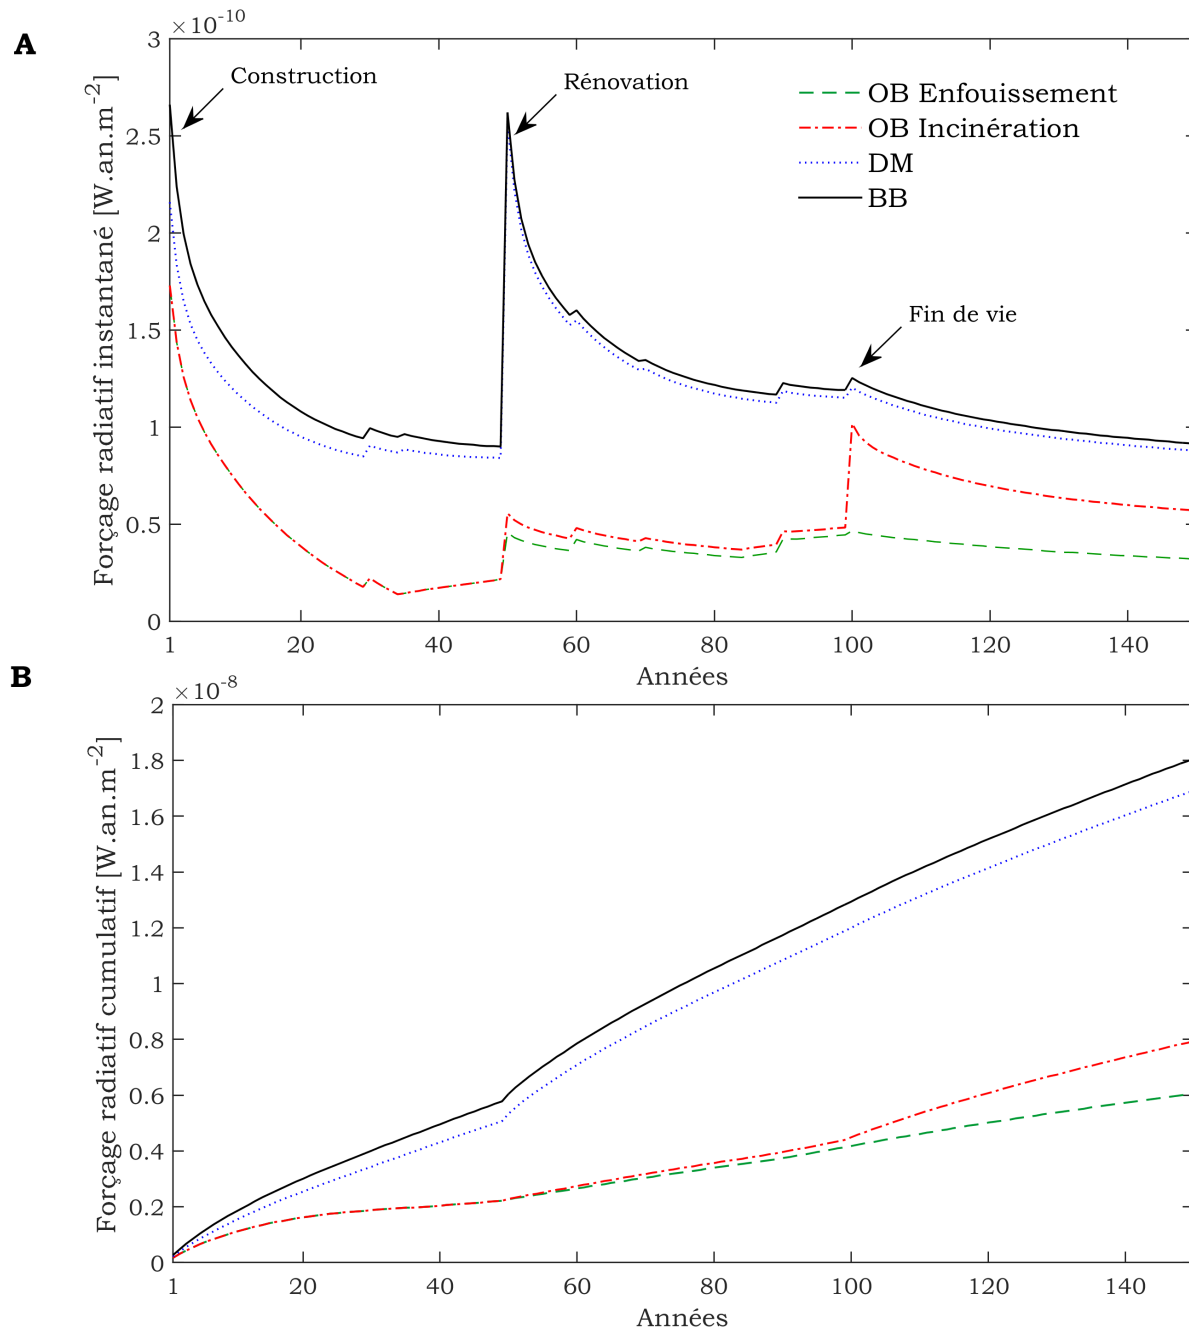 A
×10-10
3
2.5
2
1.5
1
0.5
0
Forçage radiatif instantané [W.an.m-2]
Construction
Rénovation
Fin de vie
OB Enfouissement
OB Incinération
DM
BB
1 20 40 60 80 100 120 140
Années
B
×10-8
2
1.8
1.6
1.4
1.2
1
0.8
0.6
0.4
0.2
0
Forçage radiatif cumulatif [W.an.m-2]
1 20 40 60 80 100 120 140
Années